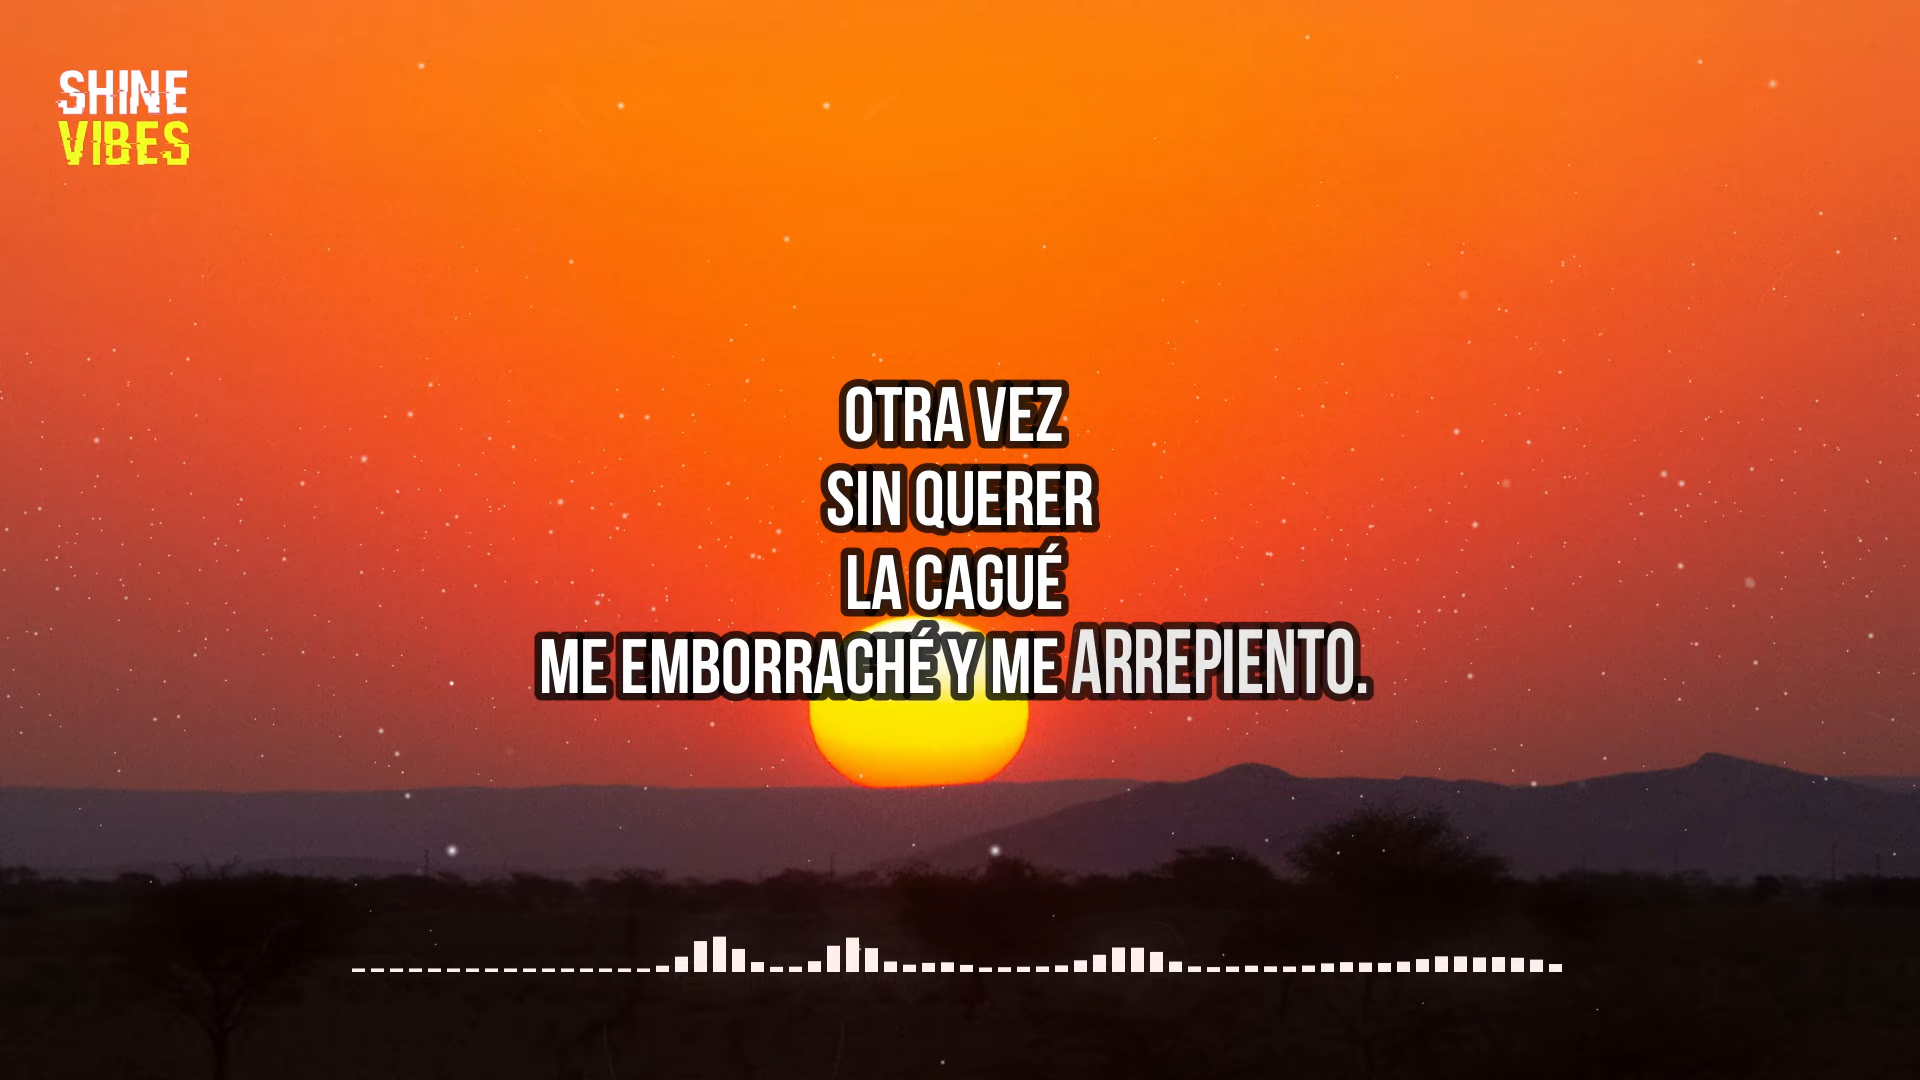 SHINE
VIBES
OTRA VEZ
SIN QUERER
LA CAGUÉ
ME EMBORRACHÉ Y ME ARREPIENTO.